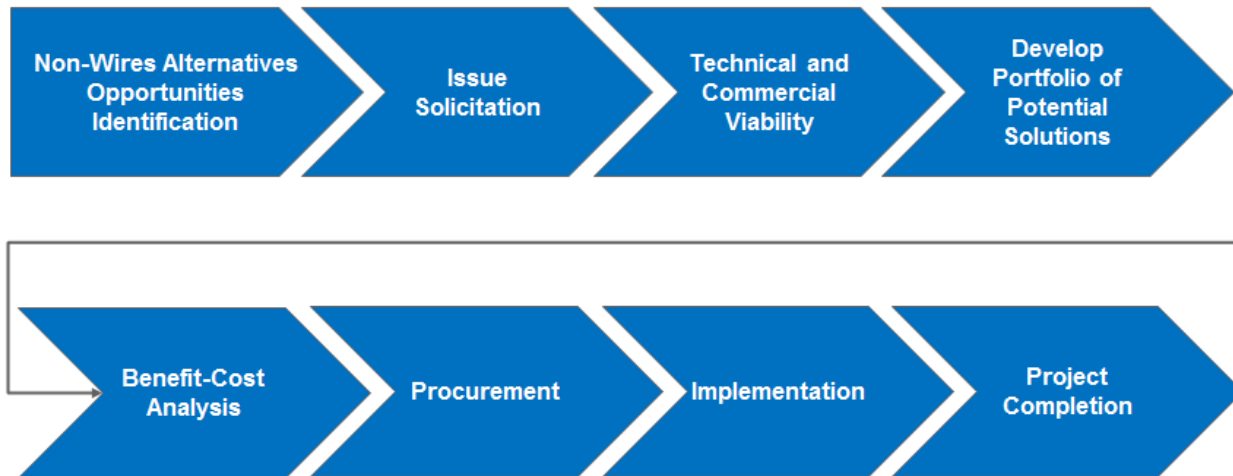 Non-Wires Alternatives
Opportunities
Identification
Issue
Solicitation
Technical and
Commercial
Viability
Develop
Portfolio of
Potential
Solutions
Benefit-Cost
Analysis
Procurement
Implementation
Project
Completion